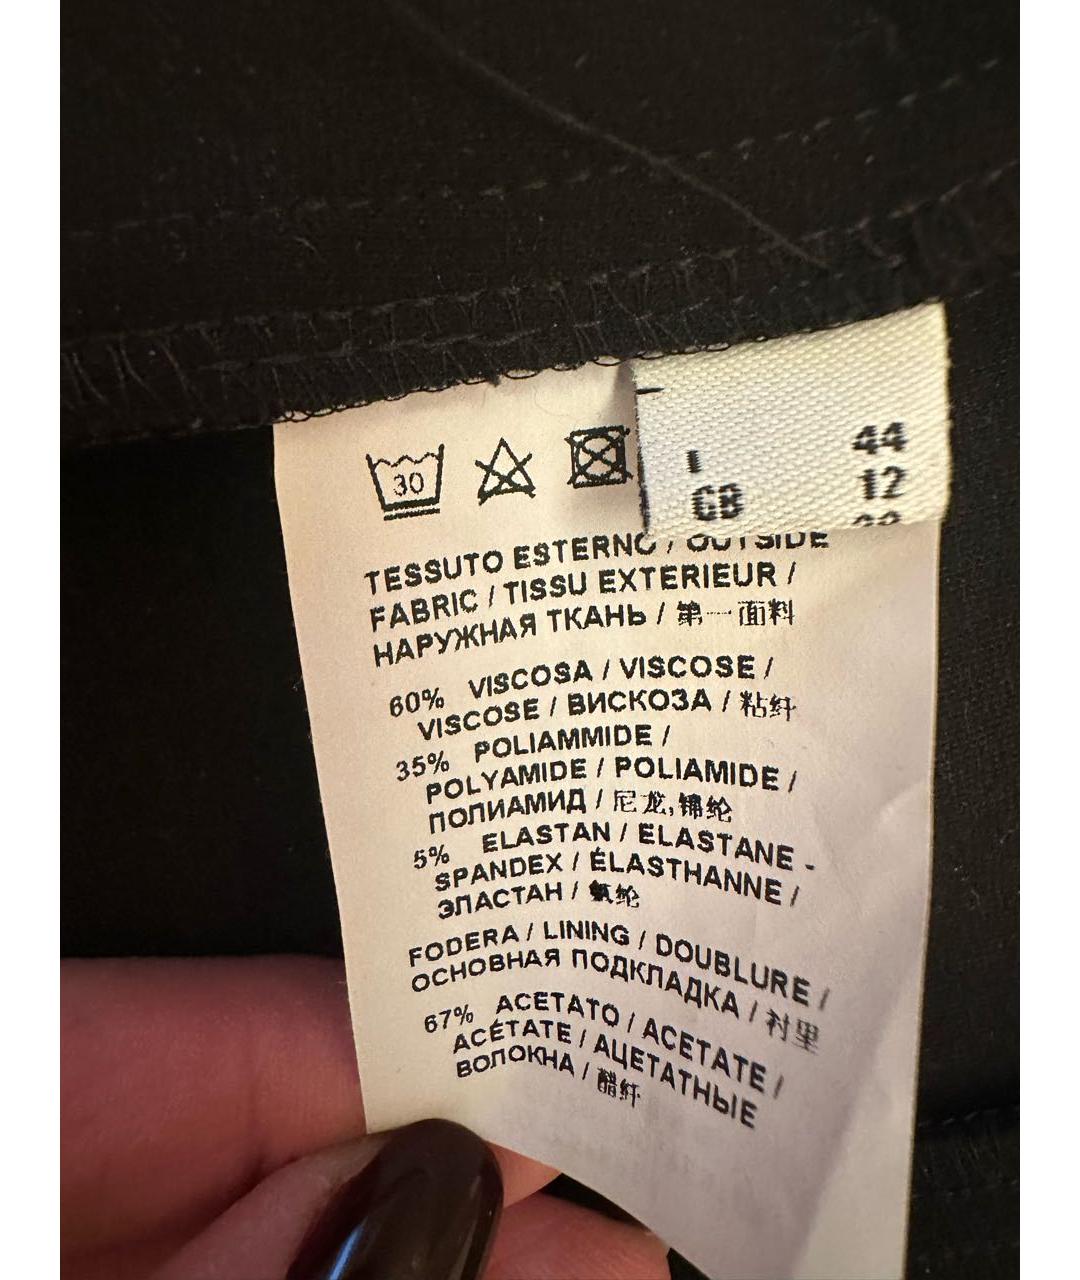 30
I 44
GB 12
TESSUTO ESTERNO / OUTSIDE
FABRIC / TISSU EXTERIEUR /
НАРУЖНАЯ ТКАНЬ / 第一面料
60% VISCOSA / VISCOSE /
VISCOSE / ВИСКОЗА / 粘纤
35% POLIAMMIDE /
POLYAMIDE / POLIAMIDE /
ПОЛИАМИД / 尼龙,锦纶
5% ELASTAN / ELASTANE -
SPANDEX / ÉLASTHANNE /
ЭЛАСТАН / 氨纶
FODERA / LINING / DOUBLURE /
ОСНОВНАЯ ПОДКЛАДКА / 衬里
67% ACETATO / ACETATE /
ACÉTATE / АЦЕТАТНЫЕ
ВОЛОКНА / 醋纤